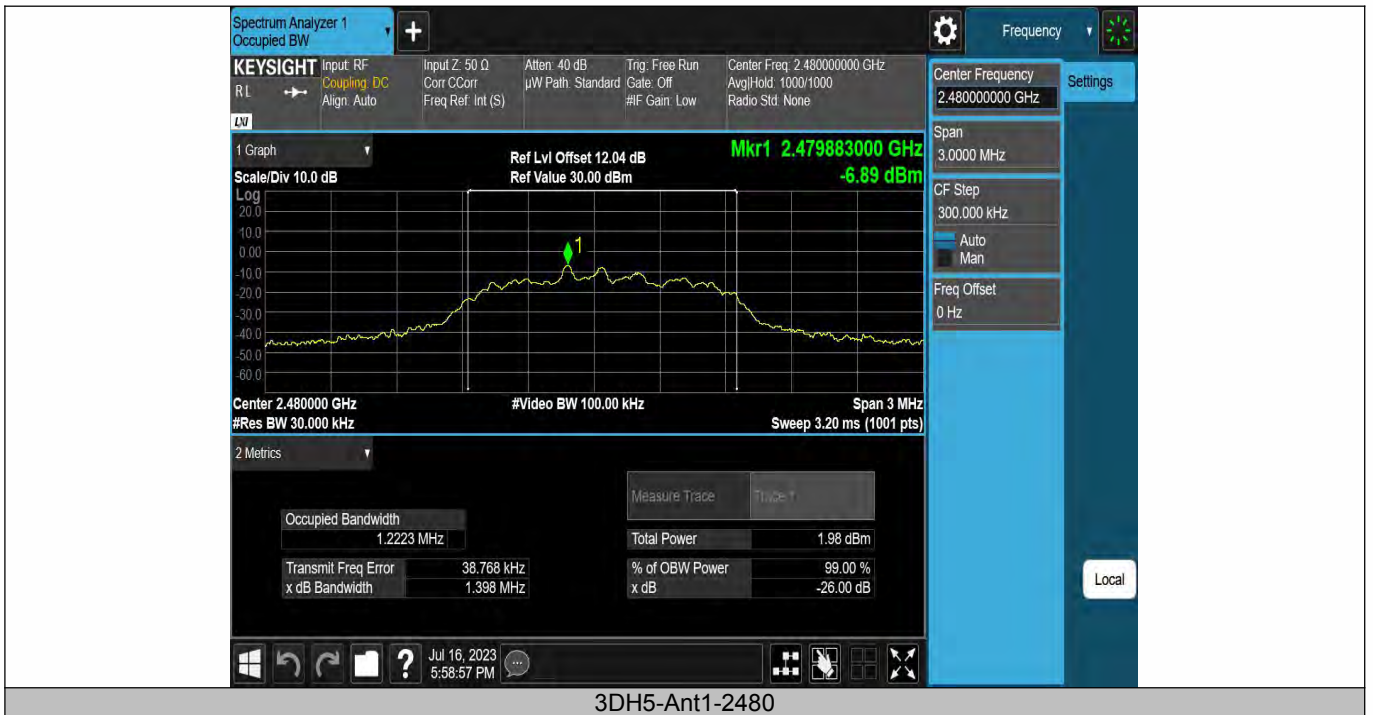 Spectrum Analyzer 1
Occupied BW
Frequency
KEYSIGHT
RL
LXI
Input: RF
Coupling: DC
Align: Auto
Input Z: 50 Ω
Corr CCorr
Freq Ref: Int (S)
Atten: 40 dB
µW Path: Standard
Trig: Free Run
Gate: Off
#IF Gain: Low
Center Freq: 2.480000000 GHz
Avg|Hold: 1000/1000
Radio Std: None
Center Frequency
2.480000000 GHz
Settings
Span
3.0000 MHz
CF Step
300.000 kHz
Auto
Man
Freq Offset
0 Hz
Local
1 Graph
Scale/Div 10.0 dB
Ref Lvl Offset 12.04 dB
Ref Value 30.00 dBm
Mkr1 2.479883000 GHz
-6.89 dBm
Log
20.0
10.0
0.00
-10.0
-20.0
-30.0
-40.0
-50.0
-60.0
1
Center 2.480000 GHz
#Video BW 100.00 kHz
Span 3 MHz
#Res BW 30.000 kHz
Sweep 3.20 ms (1001 pts)
2 Metrics
Measure Trace
Trace 1
Occupied Bandwidth
1.2223 MHz
Total Power
1.98 dBm
Transmit Freq Error
38.768 kHz
% of OBW Power
99.00 %
x dB Bandwidth
1.398 MHz
x dB
-26.00 dB
?
Jul 16, 2023
5:58:57 PM
3DH5-Ant1-2480